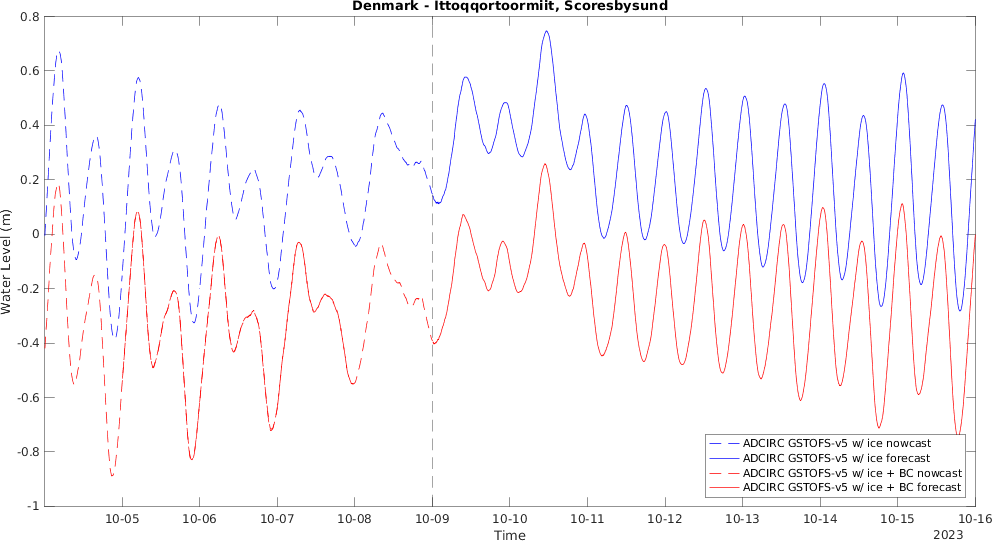 Denmark - Ittoqqortoormiit, Scoresbysund
0.8
0.6
0.4
0.2
0
-0.2
-0.4
-0.6
-0.8
-1
Water Level (m)
ADCIRC GSTOFS-v5 w/ ice nowcast
ADCIRC GSTOFS-v5 w/ ice forecast
ADCIRC GSTOFS-v5 w/ ice + BC nowcast
ADCIRC GSTOFS-v5 w/ ice + BC forecast
10-05 10-06 10-07 10-08 10-09 10-10 10-11 10-12 10-13 10-14 10-15 10-16
Time
2023